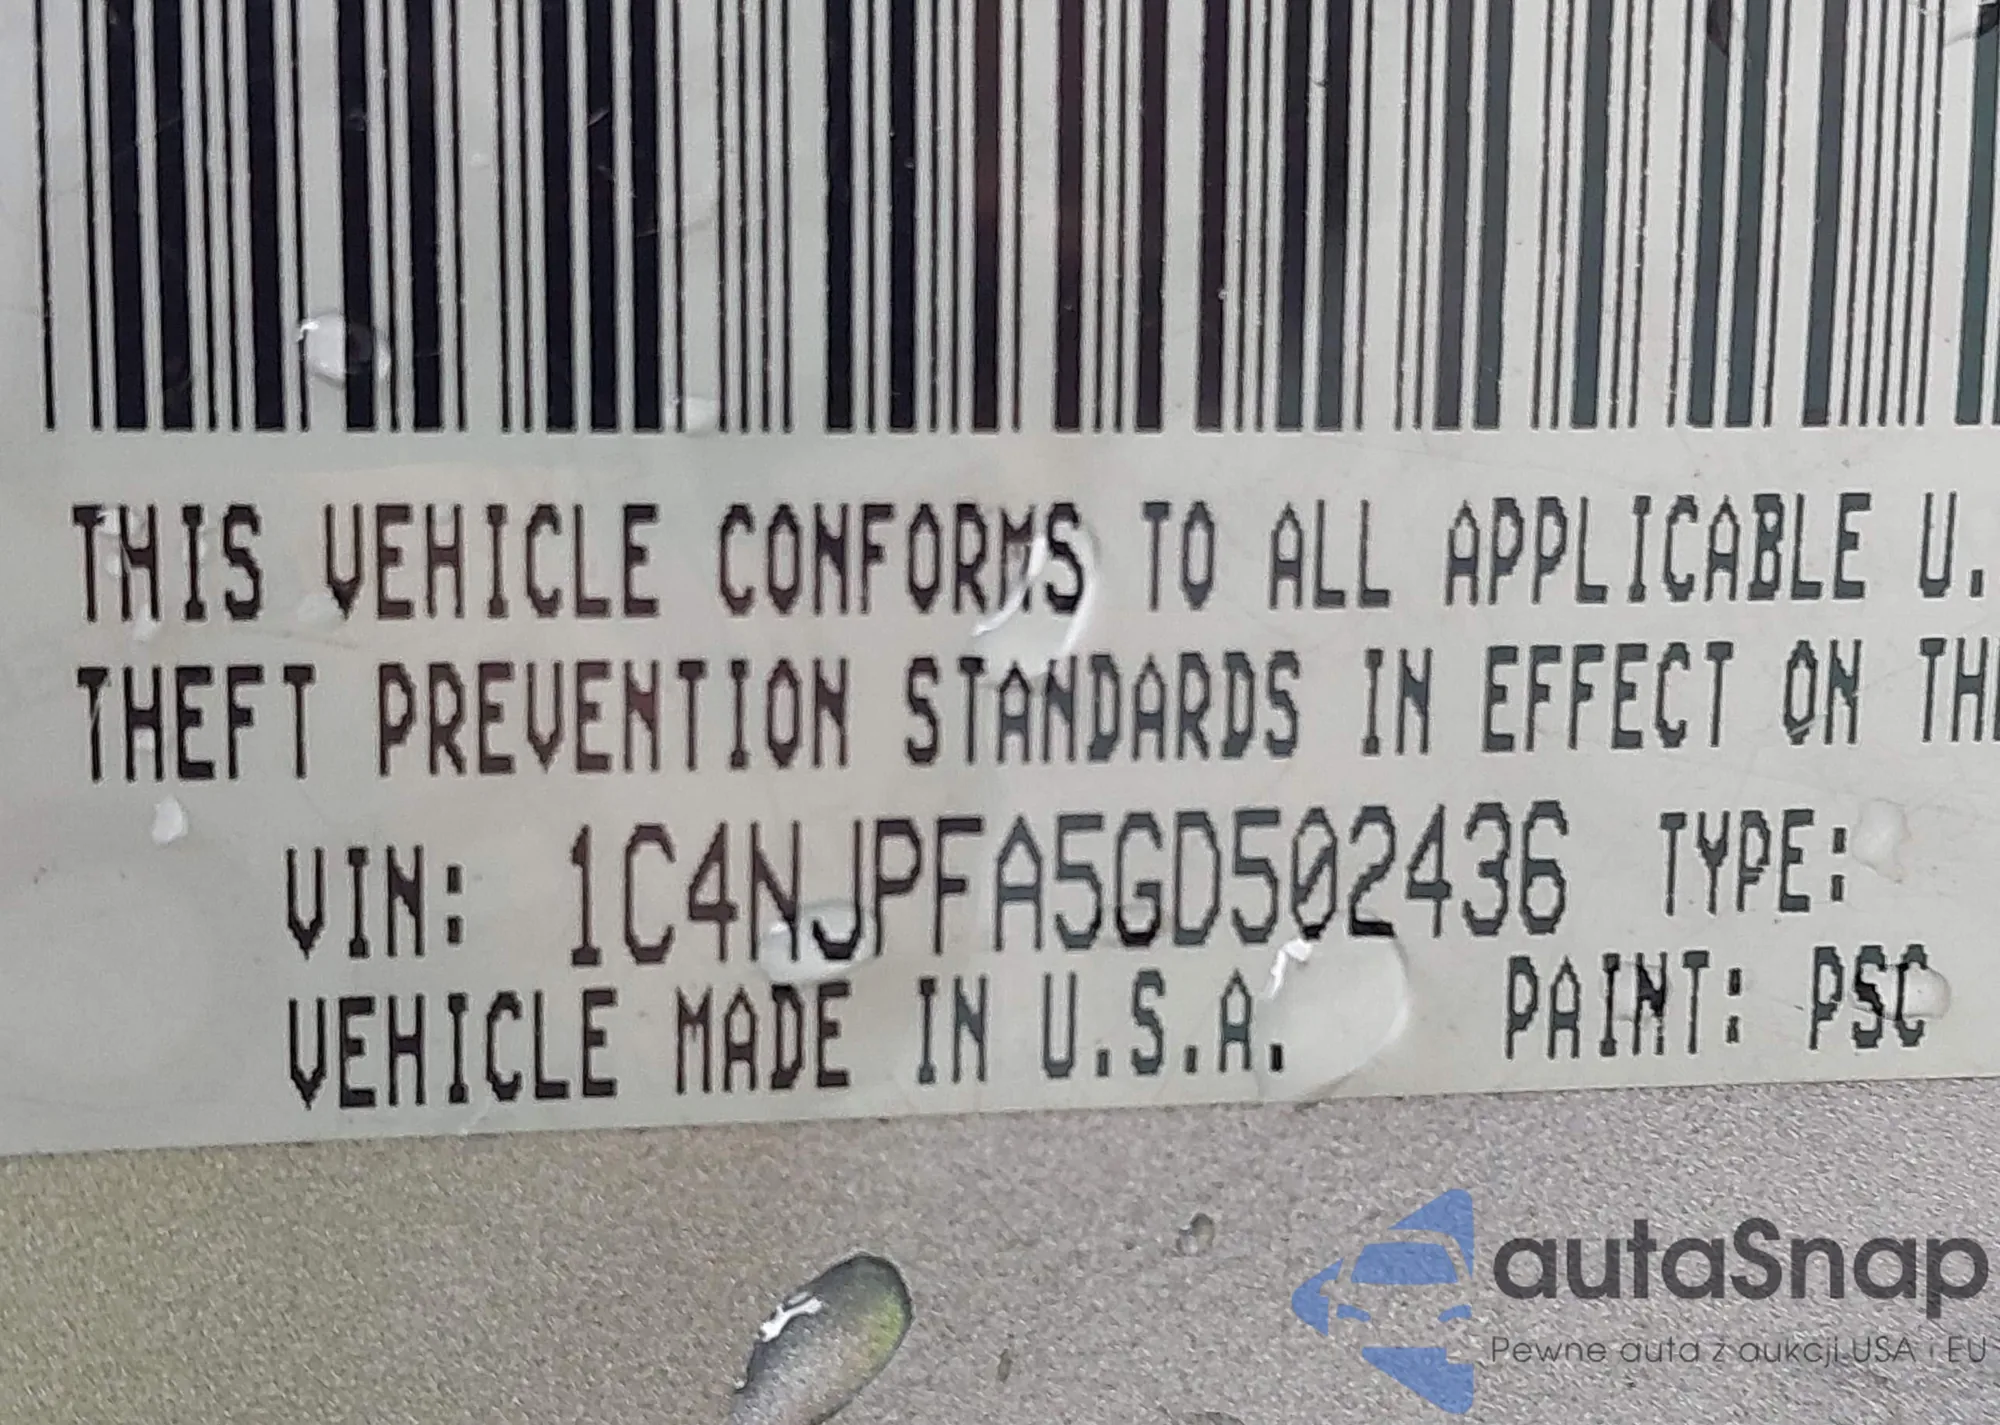 THIS VEHICLE CONFORMS TO ALL APPLICABLE U.
THEFT PREVENTION STANDARDS IN EFFECT ON
VIN: 1C4NJPFA5GD502436 TYPE:
VEHICLE MADE IN U.S.A. PAINT: PSC
autaSnap
Pewne auta z aukcji USA i EU